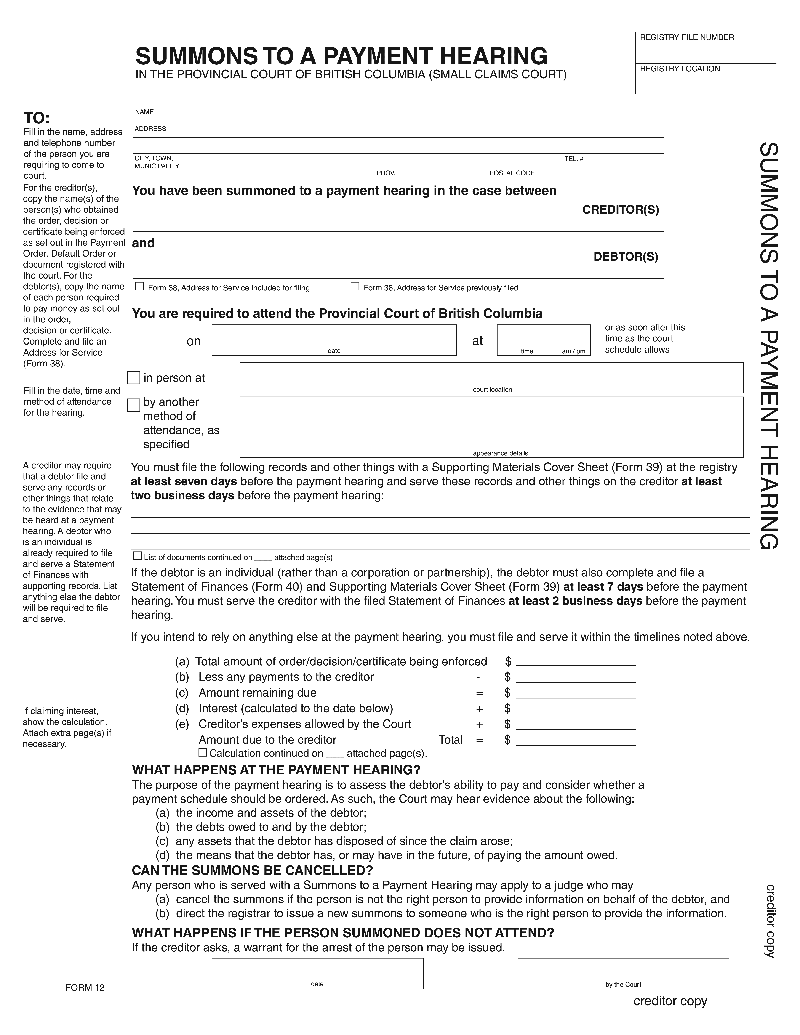 REGISTRY FILE NUMBER
SUMMONS TO A PAYMENT HEARING
IN THE PROVINCIAL COURT OF BRITISH COLUMBIA (SMALL CLAIMS COURT)
REGISTRY LOCATION
TO:
Fill in the name, address
and telephone number
of the person you are
requiring to come to
court.
For the creditor(s),
copy the name(s) of the
person(s) who obtained
the order, decision or
certificate being enforced
as set out in the Payment
Order, Default Order or
document registered with
the court. For the
debtor(s), copy the name
of each person required
to pay money as set out
in the order,
decision or certificate.
Complete and file an
Address for Service
(Form 38).
NAME
ADDRESS
CITY, TOWN,
MUNICIPALITY
PROV.
POSTAL CODE
TEL. #
You have been summoned to a payment hearing in the case between
CREDITOR(S)
and
DEBTOR(S)
Form 38, Address for Service included for filing
Form 38, Address for Service previously filed
You are required to attend the Provincial Court of British Columbia
on
date
at
time am / pm
or as soon after this
time as the court
schedule allows
Fill in the date, time and
method of attendance
for the hearing.
in person at
court location
by another
method of
attendance, as
specified
appearance details
A creditor may require
that a debtor file and
serve any records or
other things that relate
to the evidence that may
be heard at a payment
hearing. A debtor who
is an individual is
already required to file
and serve a Statement
of Finances with
supporting records. List
anything else the debtor
will be required to file
and serve.
You must file the following records and other things with a Supporting Materials Cover Sheet (Form 39) at the registry
at least seven days before the payment hearing and serve these records and other things on the creditor at least
two business days before the payment hearing:
List of documents continued on ____ attached page(s)
If the debtor is an individual (rather than a corporation or partnership), the debtor must also complete and file a
Statement of Finances (Form 40) and Supporting Materials Cover Sheet (Form 39) at least 7 days before the payment
hearing. You must serve the creditor with the filed Statement of Finances at least 2 business days before the payment
hearing.
If you intend to rely on anything else at the payment hearing, you must file and serve it within the timelines noted above.
(a) Total amount of order/decision/certificate being enforced $
(b) Less any payments to the creditor - $
(c) Amount remaining due = $
(d) Interest (calculated to the date below) + $
(e) Creditor's expenses allowed by the Court + $
Amount due to the creditor Total = $
Calculation continued on ___ attached page(s).
If claiming interest,
show the calculation.
Attach extra page(s) if
necessary.
WHAT HAPPENS AT THE PAYMENT HEARING?
The purpose of the payment hearing is to assess the debtor's ability to pay and consider whether a
payment schedule should be ordered. As such, the Court may hear evidence about the following:
(a) the income and assets of the debtor;
(b) the debts owed to and by the debtor;
(c) any assets that the debtor has disposed of since the claim arose;
(d) the means that the debtor has, or may have in the future, of paying the amount owed.
CAN THE SUMMONS BE CANCELLED?
Any person who is served with a Summons to a Payment Hearing may apply to a judge who may
(a) cancel the summons if the person is not the right person to provide information on behalf of the debtor, and
(b) direct the registrar to issue a new summons to someone who is the right person to provide the information.
WHAT HAPPENS IF THE PERSON SUMMONED DOES NOT ATTEND?
If the creditor asks, a warrant for the arrest of the person may be issued.
date
by the Court
FORM 12
creditor copy
SUMMONS TO A PAYMENT HEARING
creditor copy